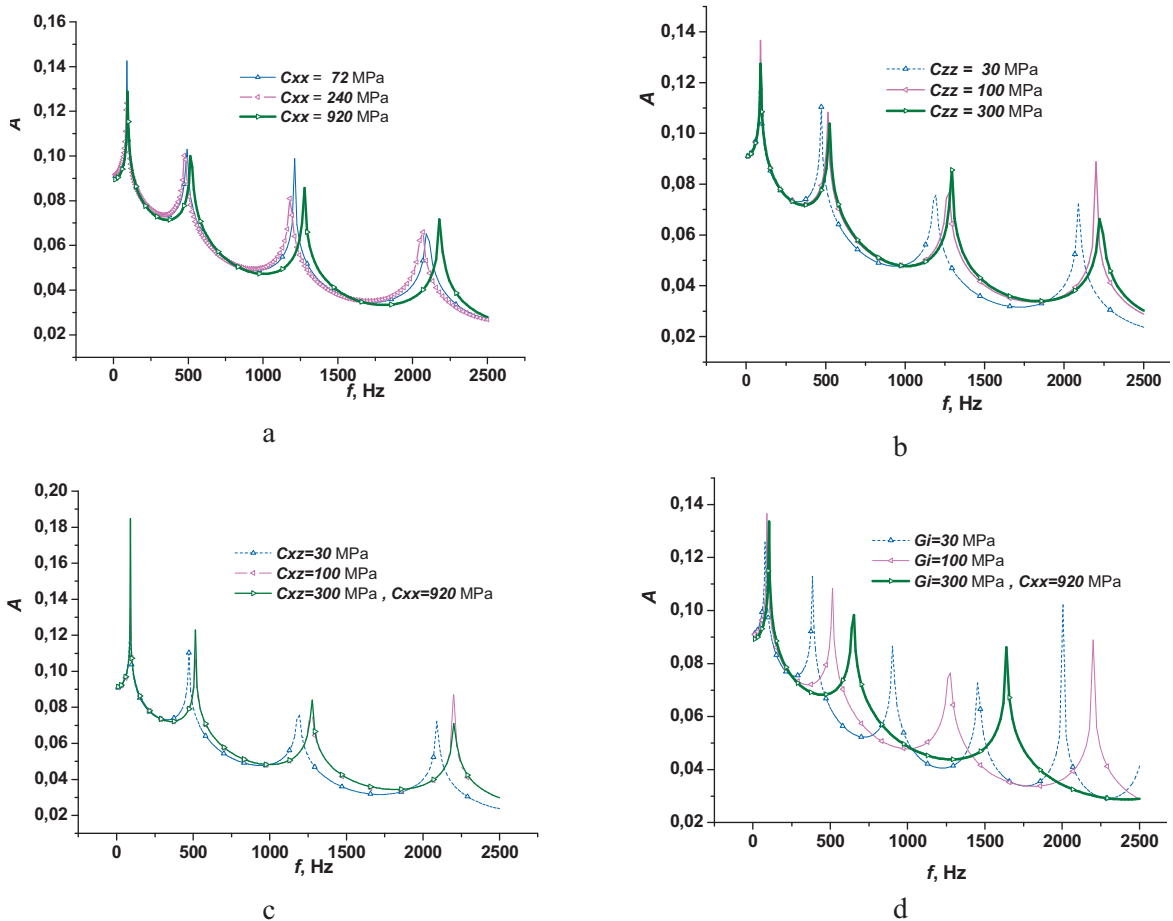 0,16
0,14
0,12
0,10
0,08
0,06
0,04
0,02
A
Cxx = 72 MPa
Cxx = 240 MPa
Cxx = 920 MPa
0 500 1000 1500 2000 2500
f, Hz
a
0,14
0,12
0,10
0,08
0,06
0,04
0,02
A
Czz = 30 MPa
Czz = 100 MPa
Czz = 300 MPa
0 500 1000 1500 2000 2500
f, Hz
b
0,20
0,18
0,16
0,14
0,12
0,10
0,08
0,06
0,04
0,02
A
Cxz=30 MPa
Cxz=100 MPa
Cxz=300 MPa , Cxx=920 MPa
0 500 1000 1500 2000 2500
f, Hz
c
0,14
0,12
0,10
0,08
0,06
0,04
0,02
A
Gi=30 MPa
Gi=100 MPa
Gi=300 MPa , Cxx=920 MPa
0 500 1000 1500 2000 2500
f, Hz
d